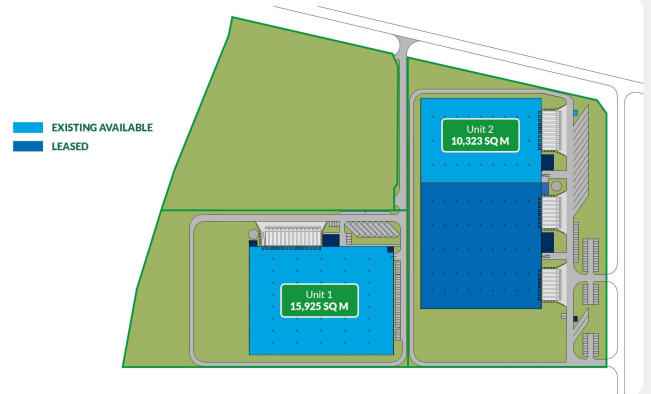 EXISTING AVAILABLE
LEASED
Unit 2
10,323 SQ M
Unit 1
15,925 SQ M